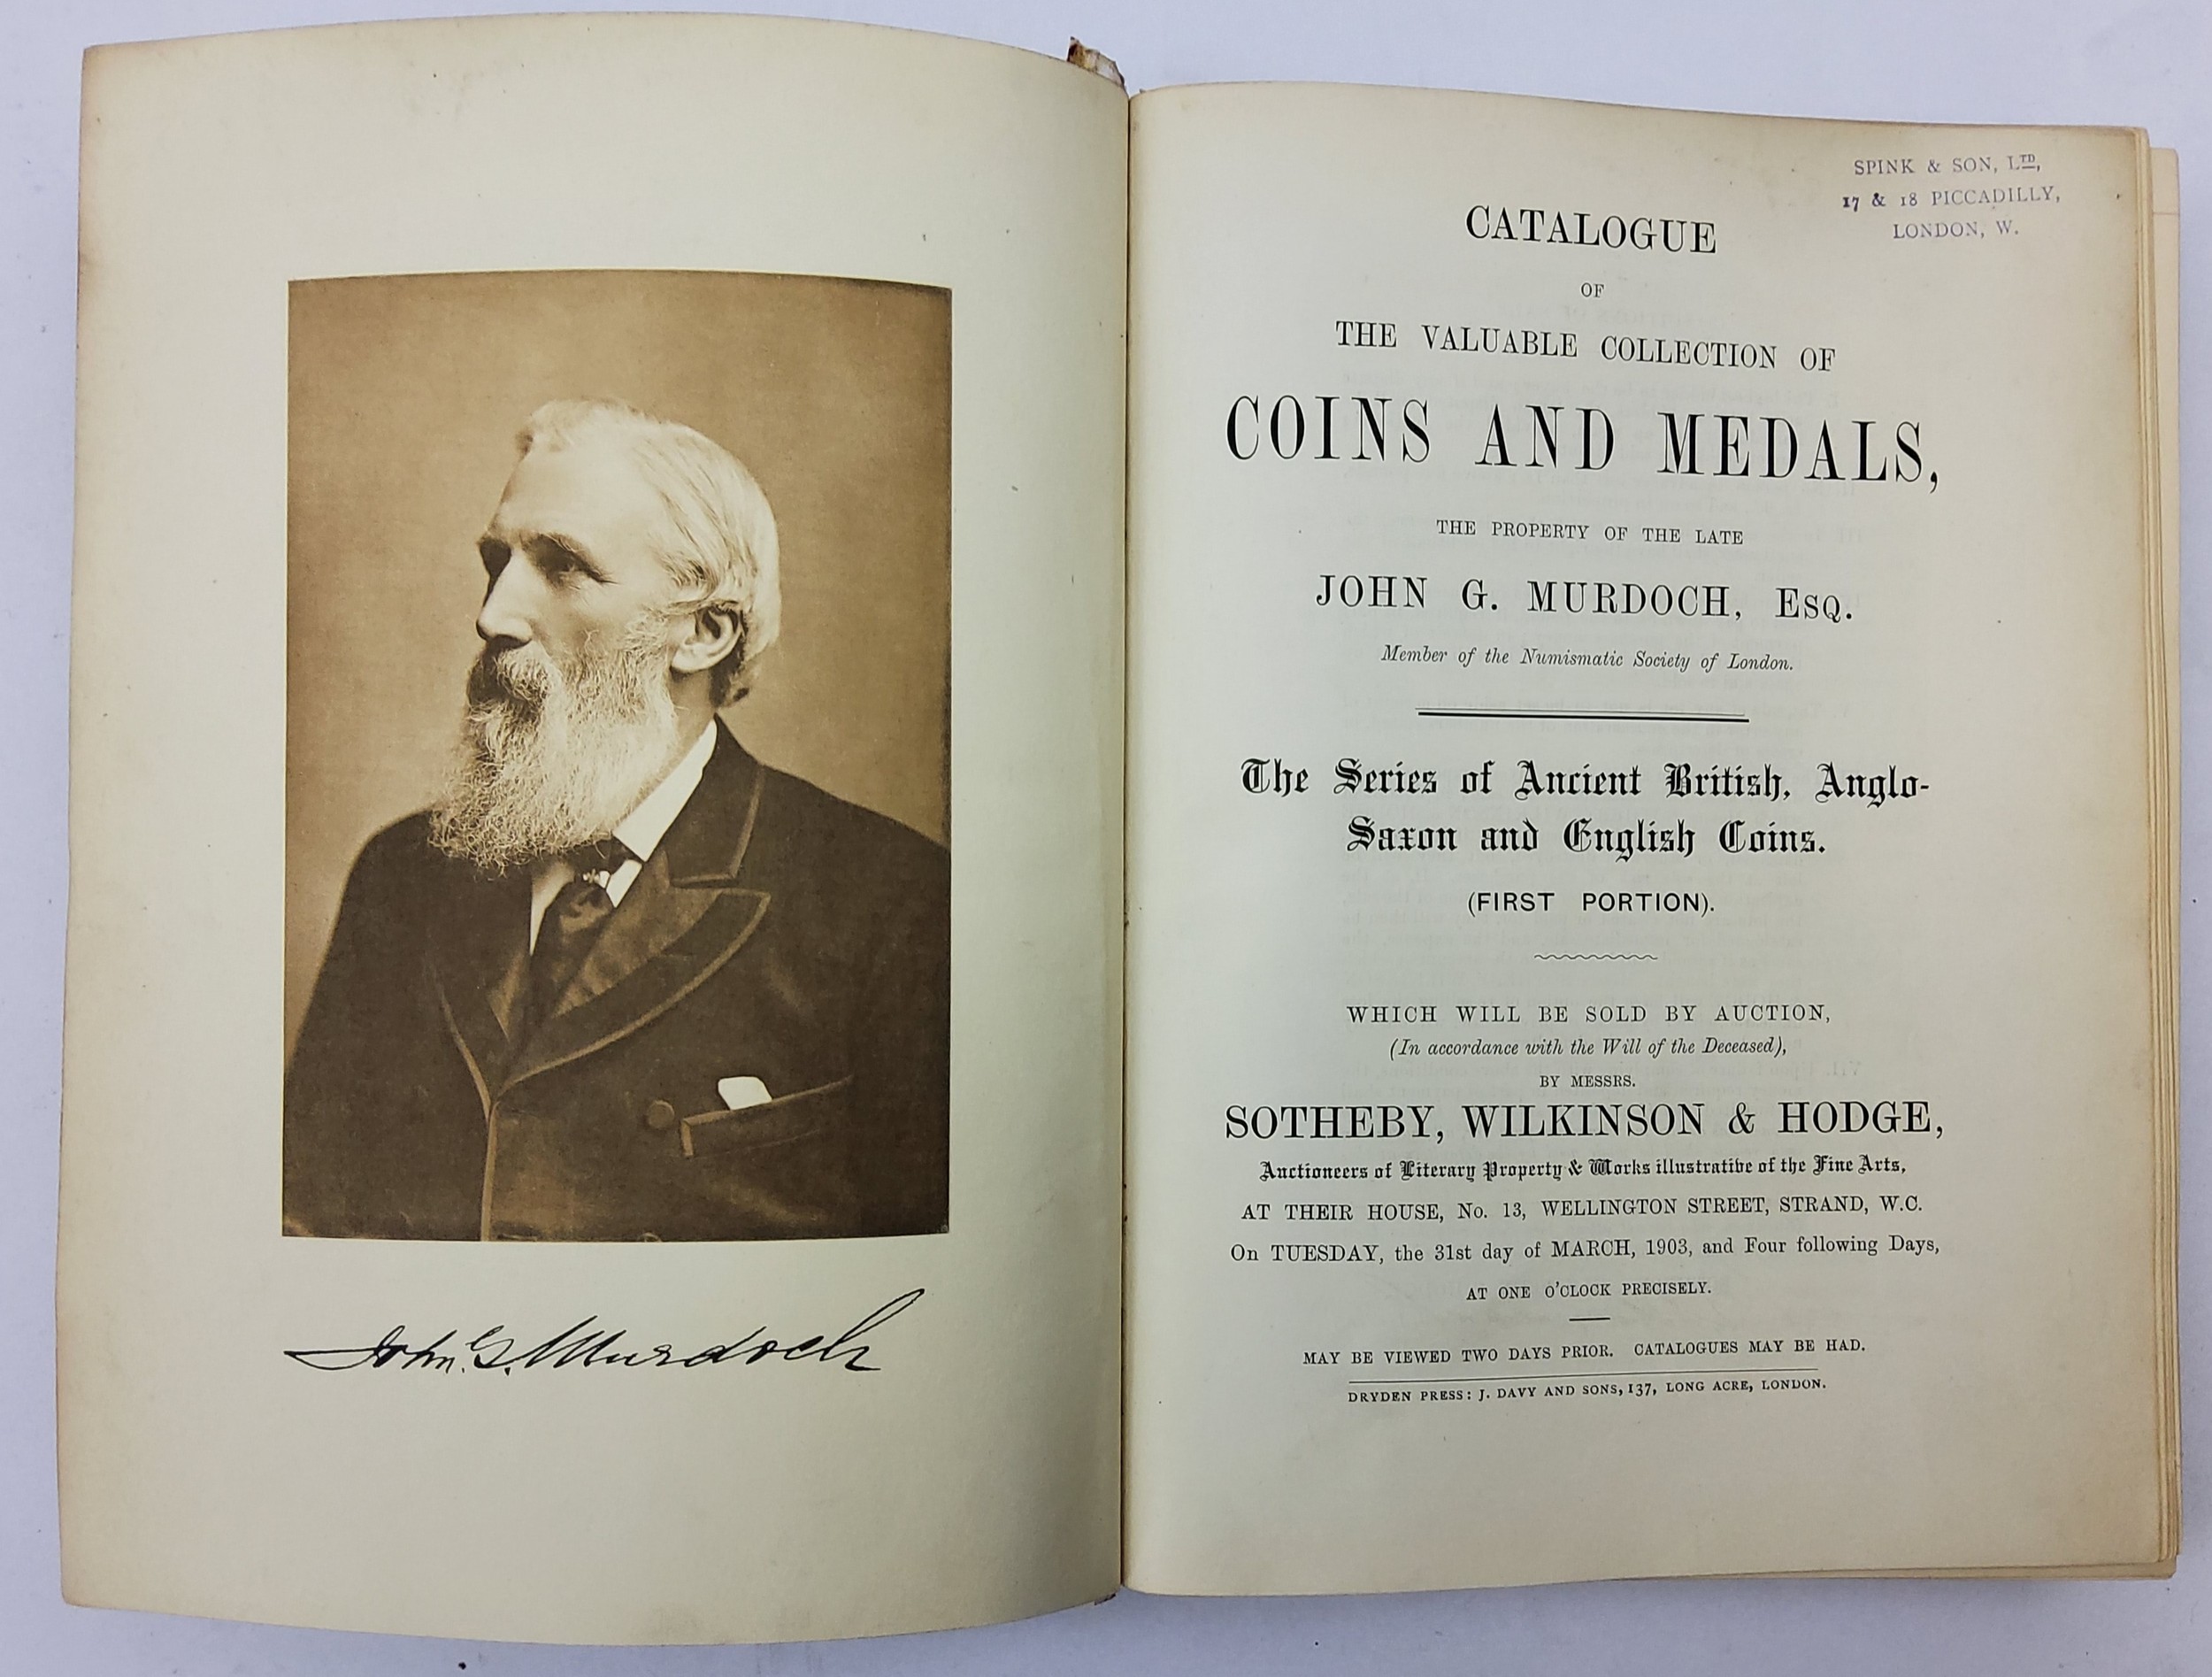 John. G. Murdoch
SPINK & SON, LTD,
17 & 18 PICCADILLY,
LONDON, W.
CATALOGUE
OF
THE VALUABLE COLLECTION OF
COINS AND MEDALS,
THE PROPERTY OF THE LATE
JOHN G. MURDOCH, ESQ.
Member of the Numismatic Society of London.
The Series of Ancient British, Anglo-
Saxon and English Coins.
(FIRST PORTION).
WHICH WILL BE SOLD BY AUCTION,
(In accordance with the Will of the Deceased),
BY MESSRS.
SOTHEBY, WILKINSON & HODGE,
Auctioneers of Literary Property & Works illustrative of the Fine Arts,
AT THEIR HOUSE, No. 13, WELLINGTON STREET, STRAND, W.C.
On TUESDAY, the 31st day of MARCH, 1903, and Four following Days,
AT ONE O'CLOCK PRECISELY.
MAY BE VIEWED TWO DAYS PRIOR. CATALOGUES MAY BE HAD.
DRYDEN PRESS: J. DAVY AND SONS, 137, LONG ACRE, LONDON.